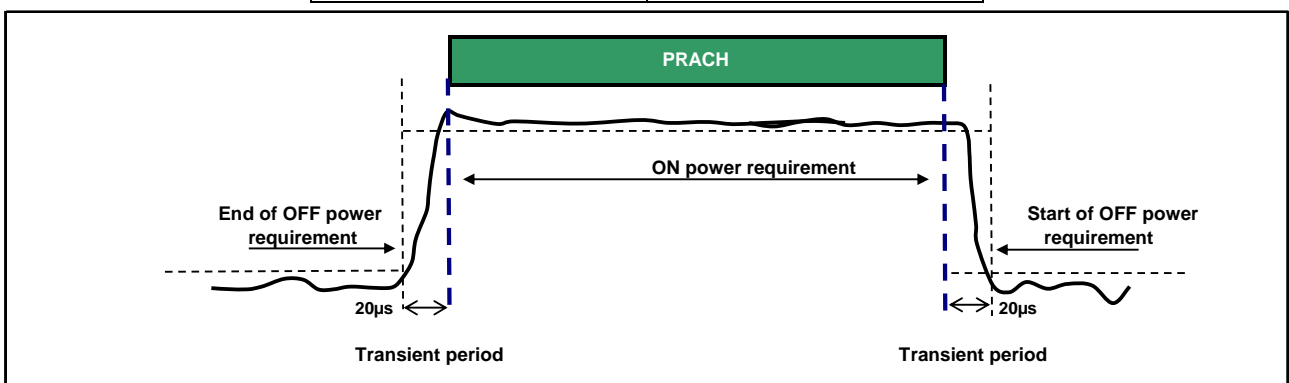 PRACH
ON power requirement
End of OFF power
requirement
Start of OFF power
requirement
20µs
20µs
Transient period
Transient period